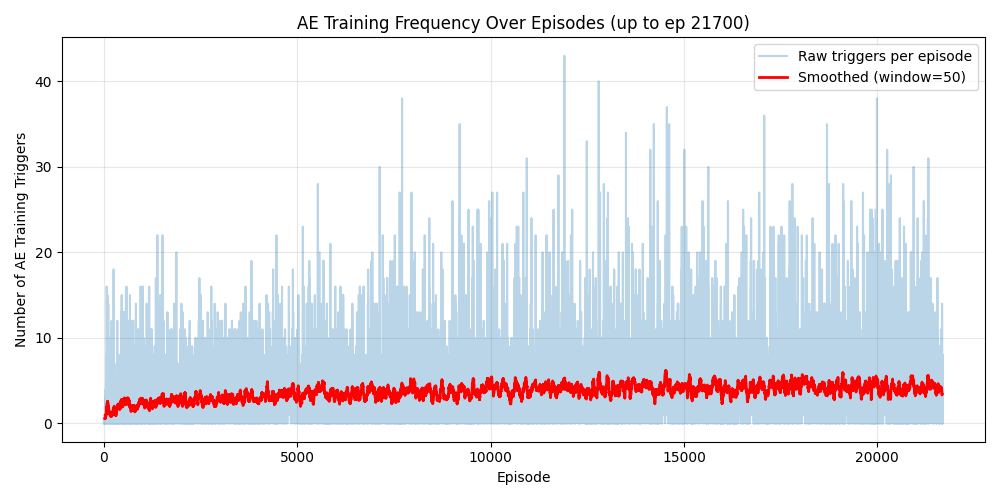 AE Training Frequency Over Episodes (up to ep 21700)
Raw triggers per episode
Smoothed (window=50)
Number of AE Training Triggers
40
30
20
10
0
0 5000 10000 15000 20000
Episode